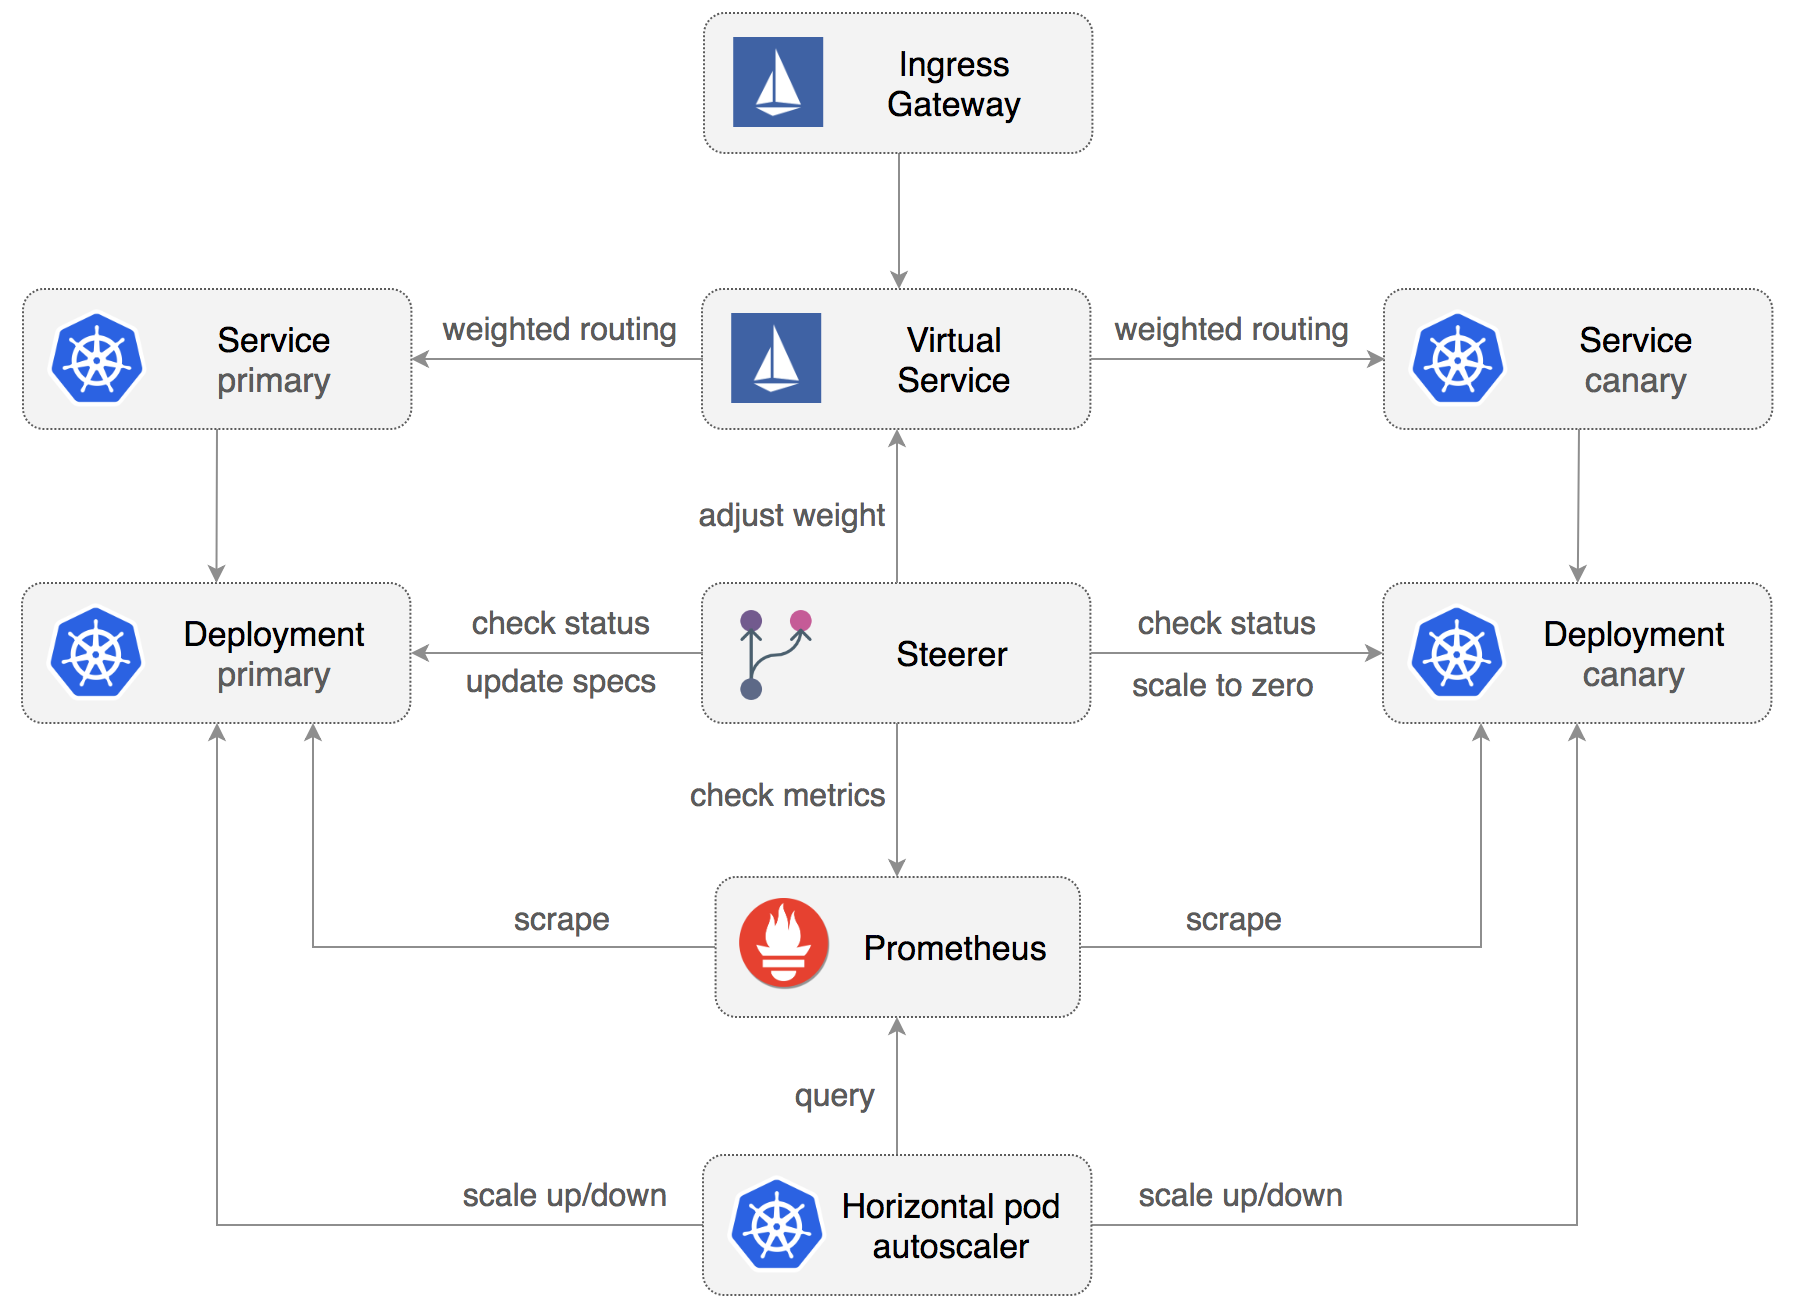 Ingress
Gateway
weighted routing
weighted routing
Service
primary
Virtual
Service
Service
canary
adjust weight
check status
check status
Deployment
primary
Steerer
Deployment
canary
update specs
scale to zero
check metrics
scrape
scrape
Prometheus
query
scale up/down
scale up/down
Horizontal pod
autoscaler